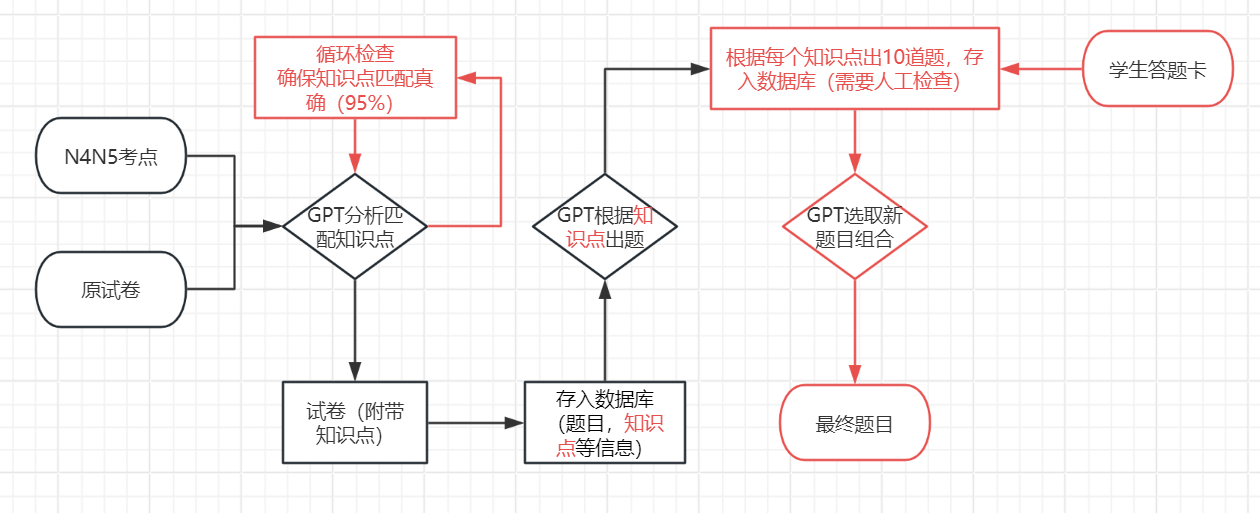 循环检查
确保知识点匹配真
确（95%）
N4N5考点
原试卷
GPT分析匹
配知识点
试卷（附带
知识点）
存入数据库
（题目，知识
点等信息）
GPT根据知
识点出题
根据每个知识点出10道题，存
入数据库（需要人工检查）
学生答题卡
GPT选取新
题目组合
最终题目